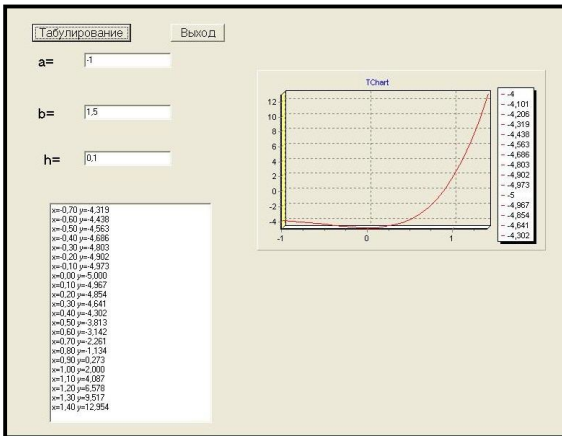 Табулирование Выход
a= -1
b= 1,5
h= 0,1
x=-0,70 y=-4,319
x=-0,60 y=-4,438
x=-0,50 y=-4,563
x=-0,40 y=-4,686
x=-0,30 y=-4,803
x=-0,20 y=-4,902
x=-0,10 y=-4,973
x=0,00 y=-5,000
x=0,10 y=-4,967
x=0,20 y=-4,854
x=0,30 y=-4,641
x=0,40 y=-4,302
x=0,50 y=-3,813
x=0,60 y=-3,142
x=0,70 y=-2,261
x=0,80 y=-1,134
x=0,90 y=0,273
x=1,00 y=2,000
x=1,10 y=4,087
x=1,20 y=6,578
x=1,30 y=9,517
x=1,40 y=12,954
TChart
12
10
8
6
4
2
0
-2
-4
-1 0 1
-4
-4,101
-4,206
-4,319
-4,438
-4,563
-4,686
-4,803
-4,902
-4,973
-5
-4,967
-4,854
-4,641
-4,302